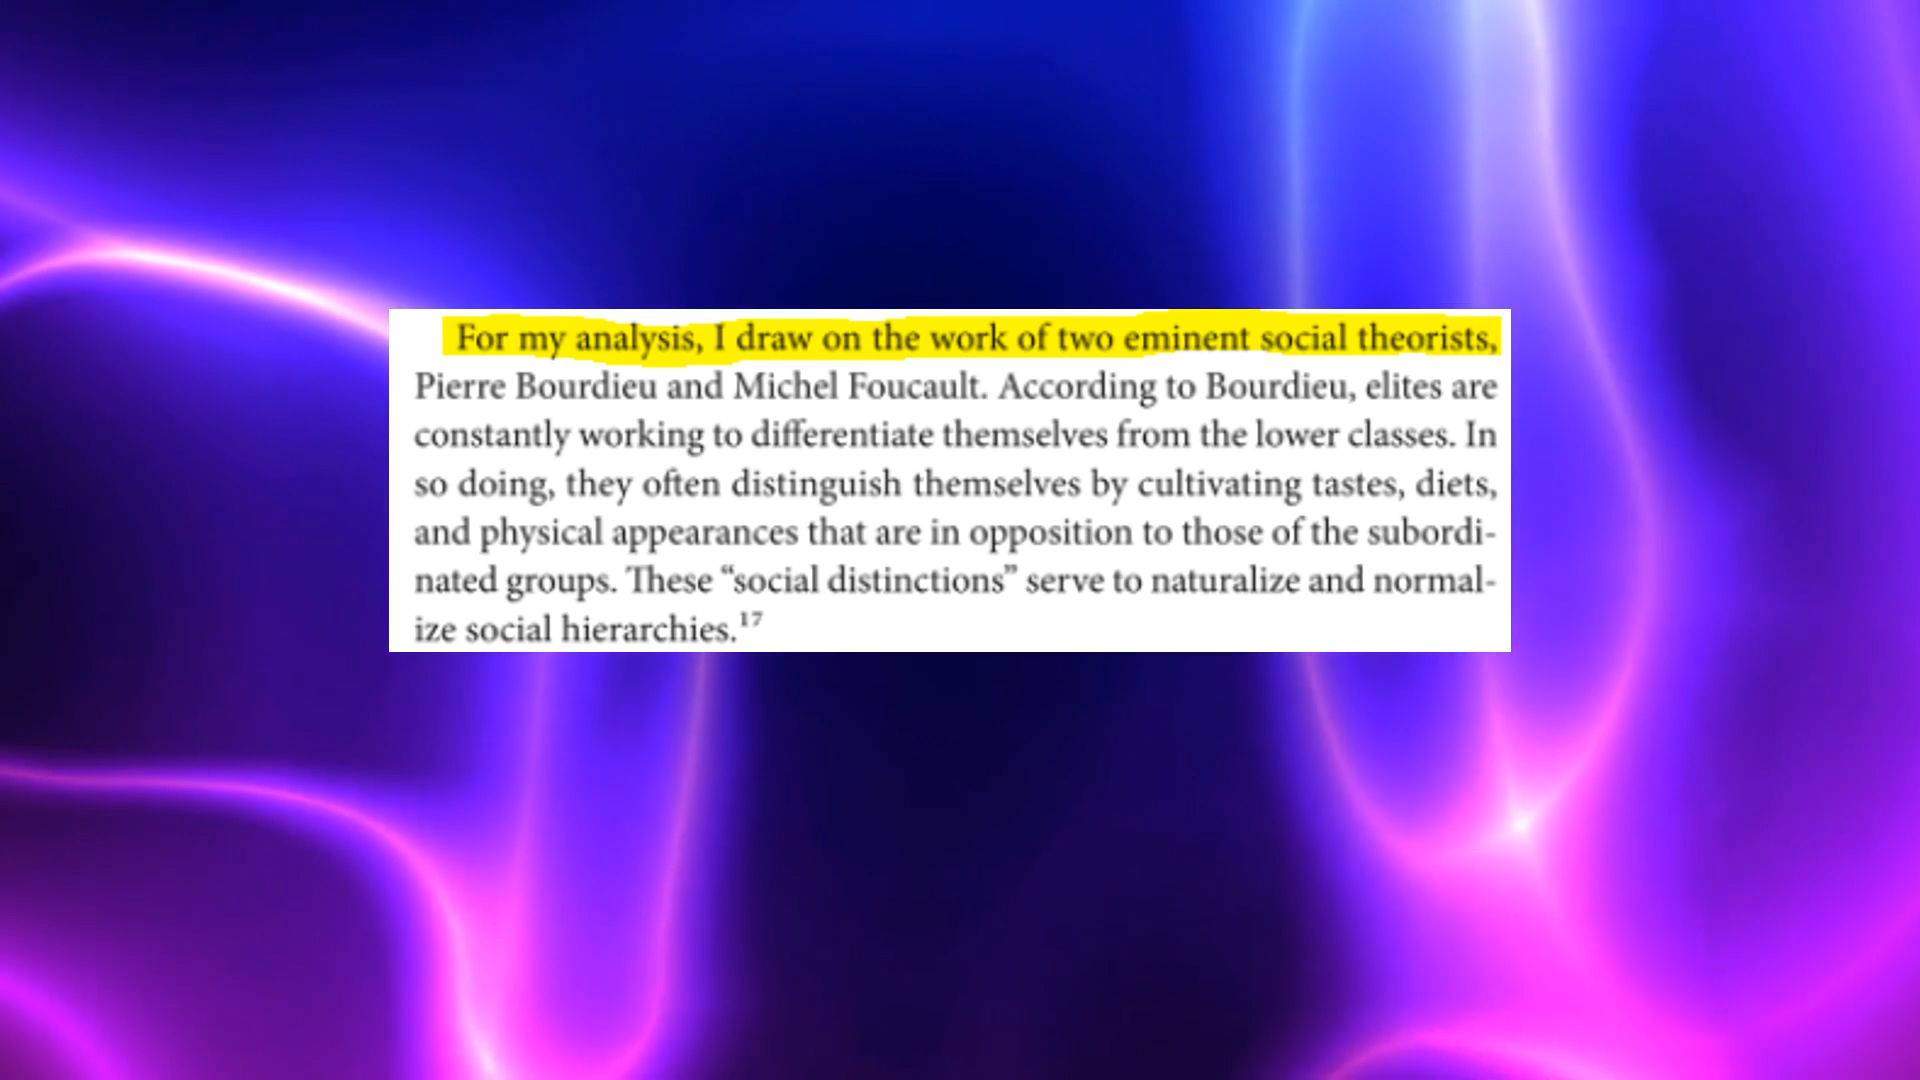 For my analysis, I draw on the work of two eminent social theorists,
Pierre Bourdieu and Michel Foucault. According to Bourdieu, elites are
constantly working to differentiate themselves from the lower classes. In
so doing, they often distinguish themselves by cultivating tastes, diets,
and physical appearances that are in opposition to those of the subordi-
nated groups. These “social distinctions” serve to naturalize and normal-
ize social hierarchies.¹⁷